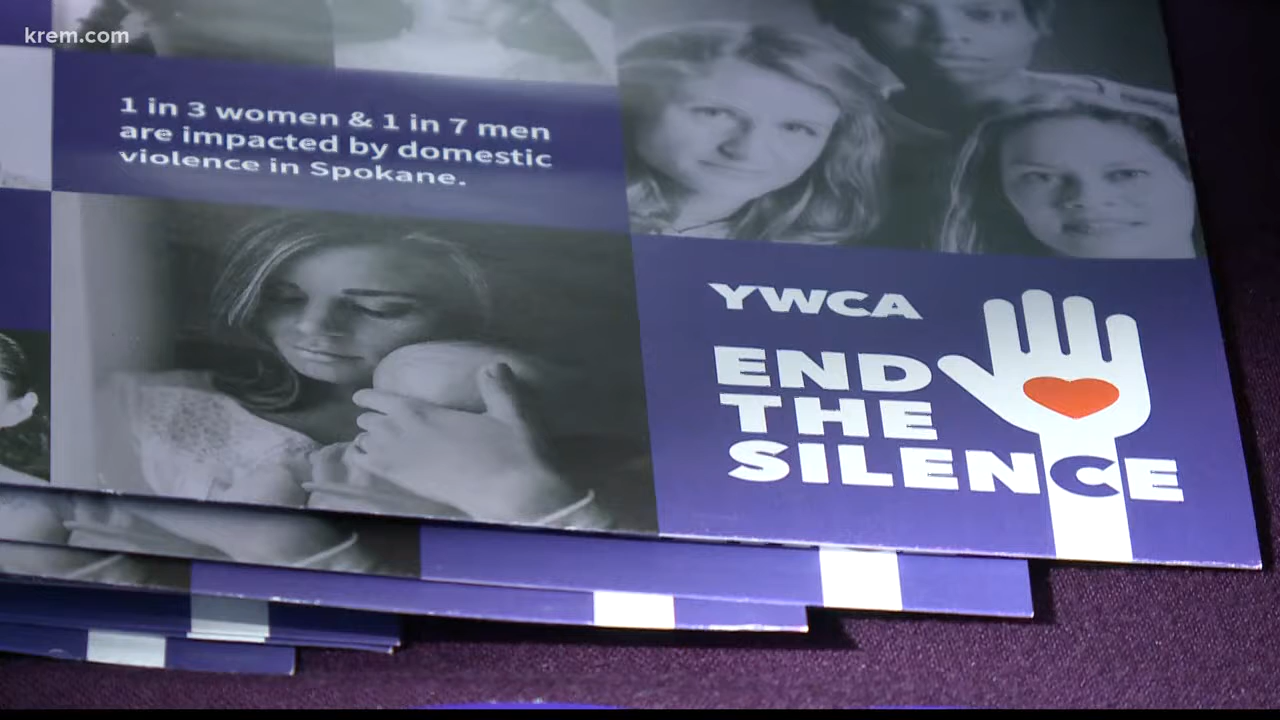 krem.com
1 in 3 women & 1 in 7 men
are impacted by domestic
violence in Spokane.
YWCA
END
THE
SILENCE